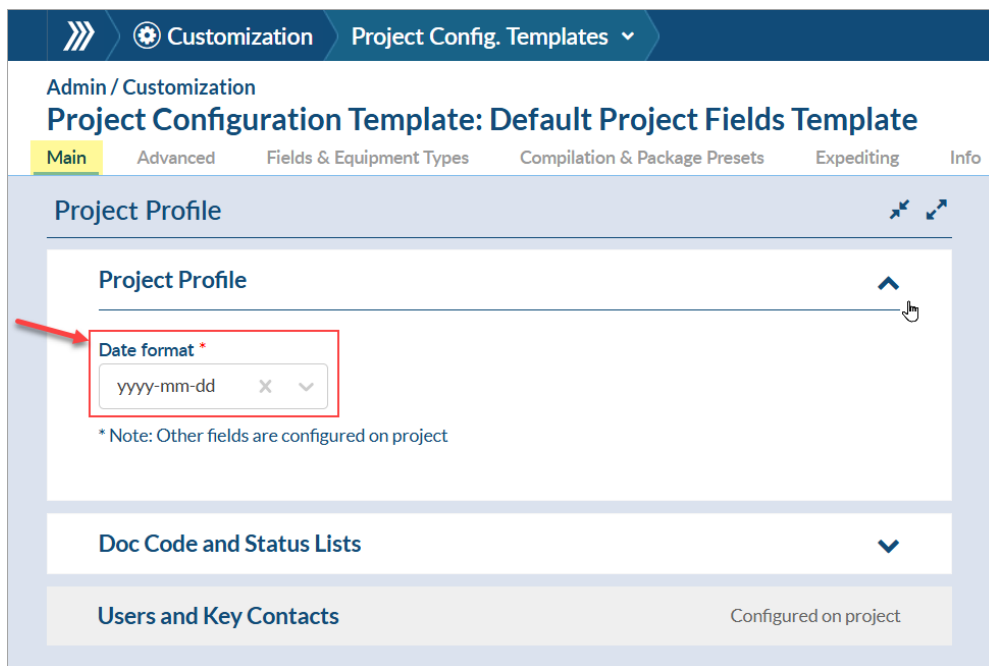 Customization Project Config. Templates
Admin / Customization
Project Configuration Template: Default Project Fields Template
Main Advanced Fields & Equipment Types Compilation & Package Presets Expediting Info
Project Profile
Project Profile
Date format *
yyyy-mm-dd
* Note: Other fields are configured on project
Doc Code and Status Lists
Users and Key Contacts Configured on project